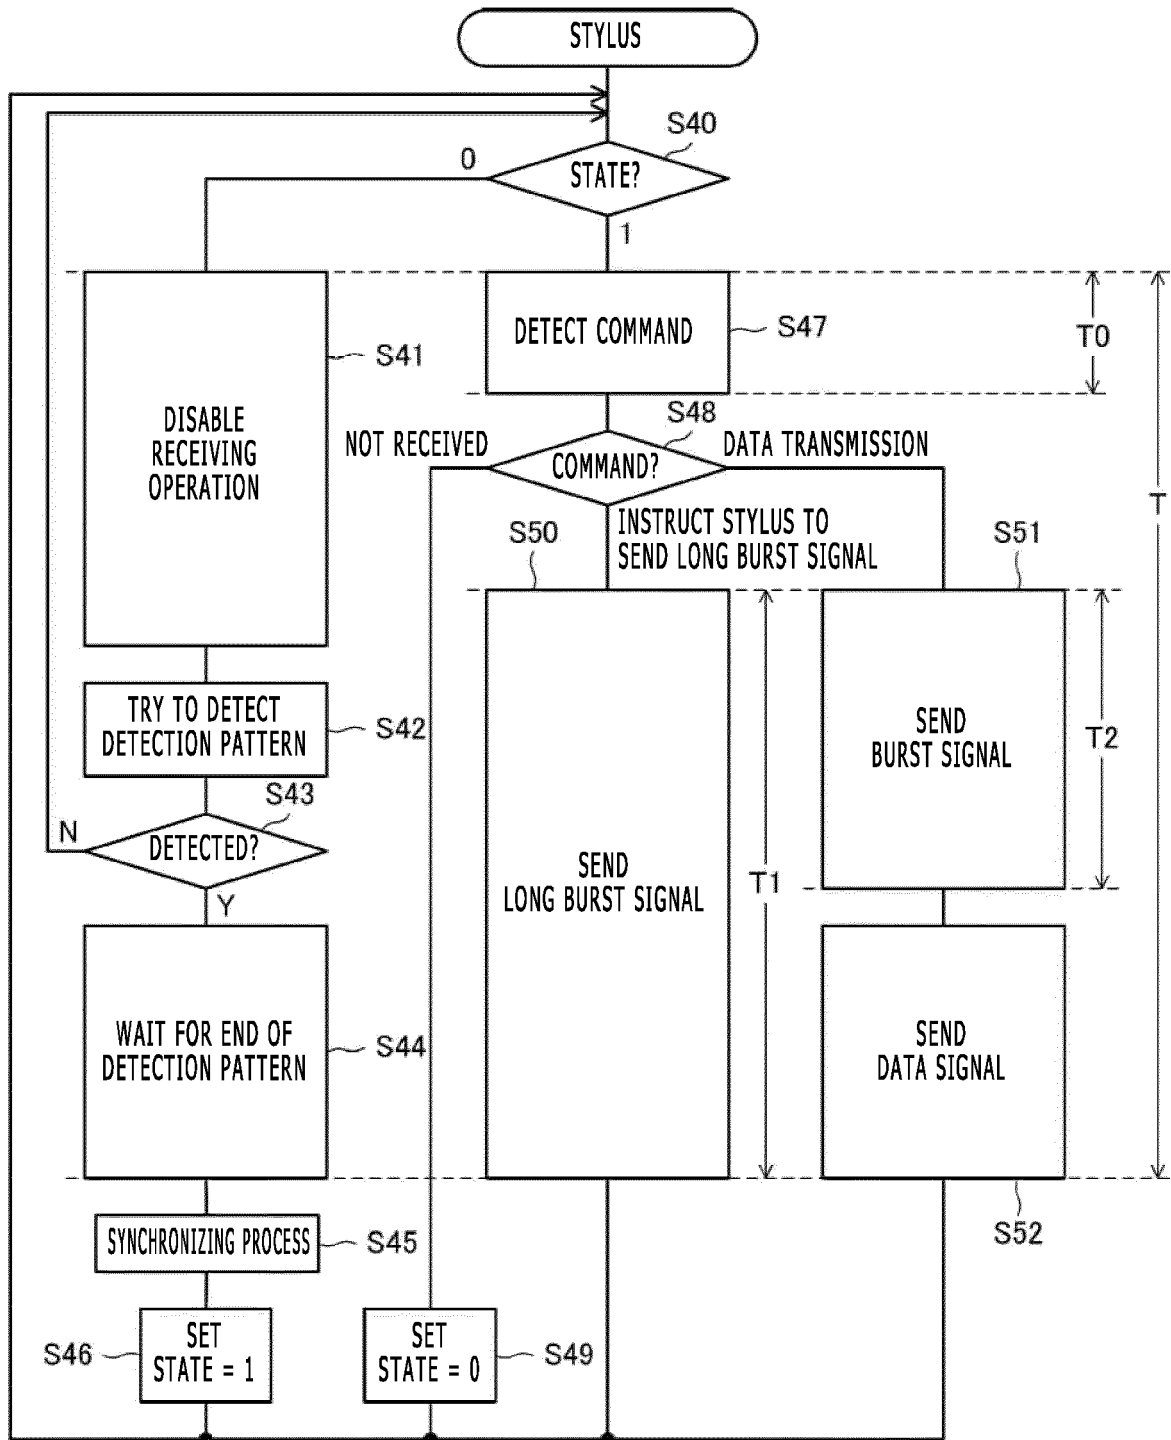 STYLUS
S40
0
STATE?
1
DETECT COMMAND
S47
T0
S41
DISABLE
RECEIVING
OPERATION
S48
NOT RECEIVED
COMMAND?
DATA TRANSMISSION
T
INSTRUCT STYLUS TO
SEND LONG BURST SIGNAL
S50
S51
TRY TO DETECT
DETECTION PATTERN
S42
SEND
BURST SIGNAL
T2
S43
N
DETECTED?
Y
SEND
LONG BURST SIGNAL
T1
WAIT FOR END OF
DETECTION PATTERN
S44
SEND
DATA SIGNAL
S52
SYNCHRONIZING PROCESS
S45
S46
SET
STATE = 1
SET
STATE = 0
S49